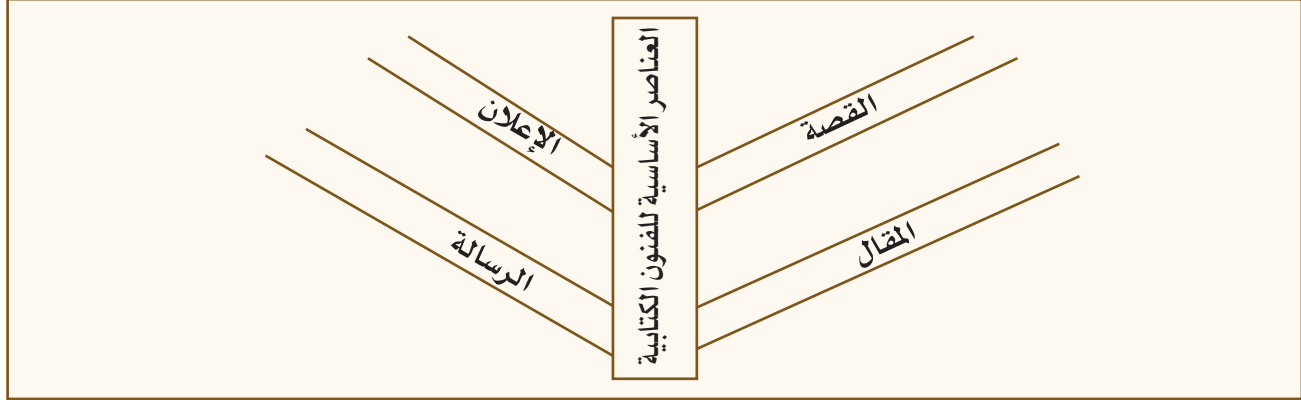 العناصر الأساسية للفنون الكتابية
القصة
الإعلان
المقال
الرسالة